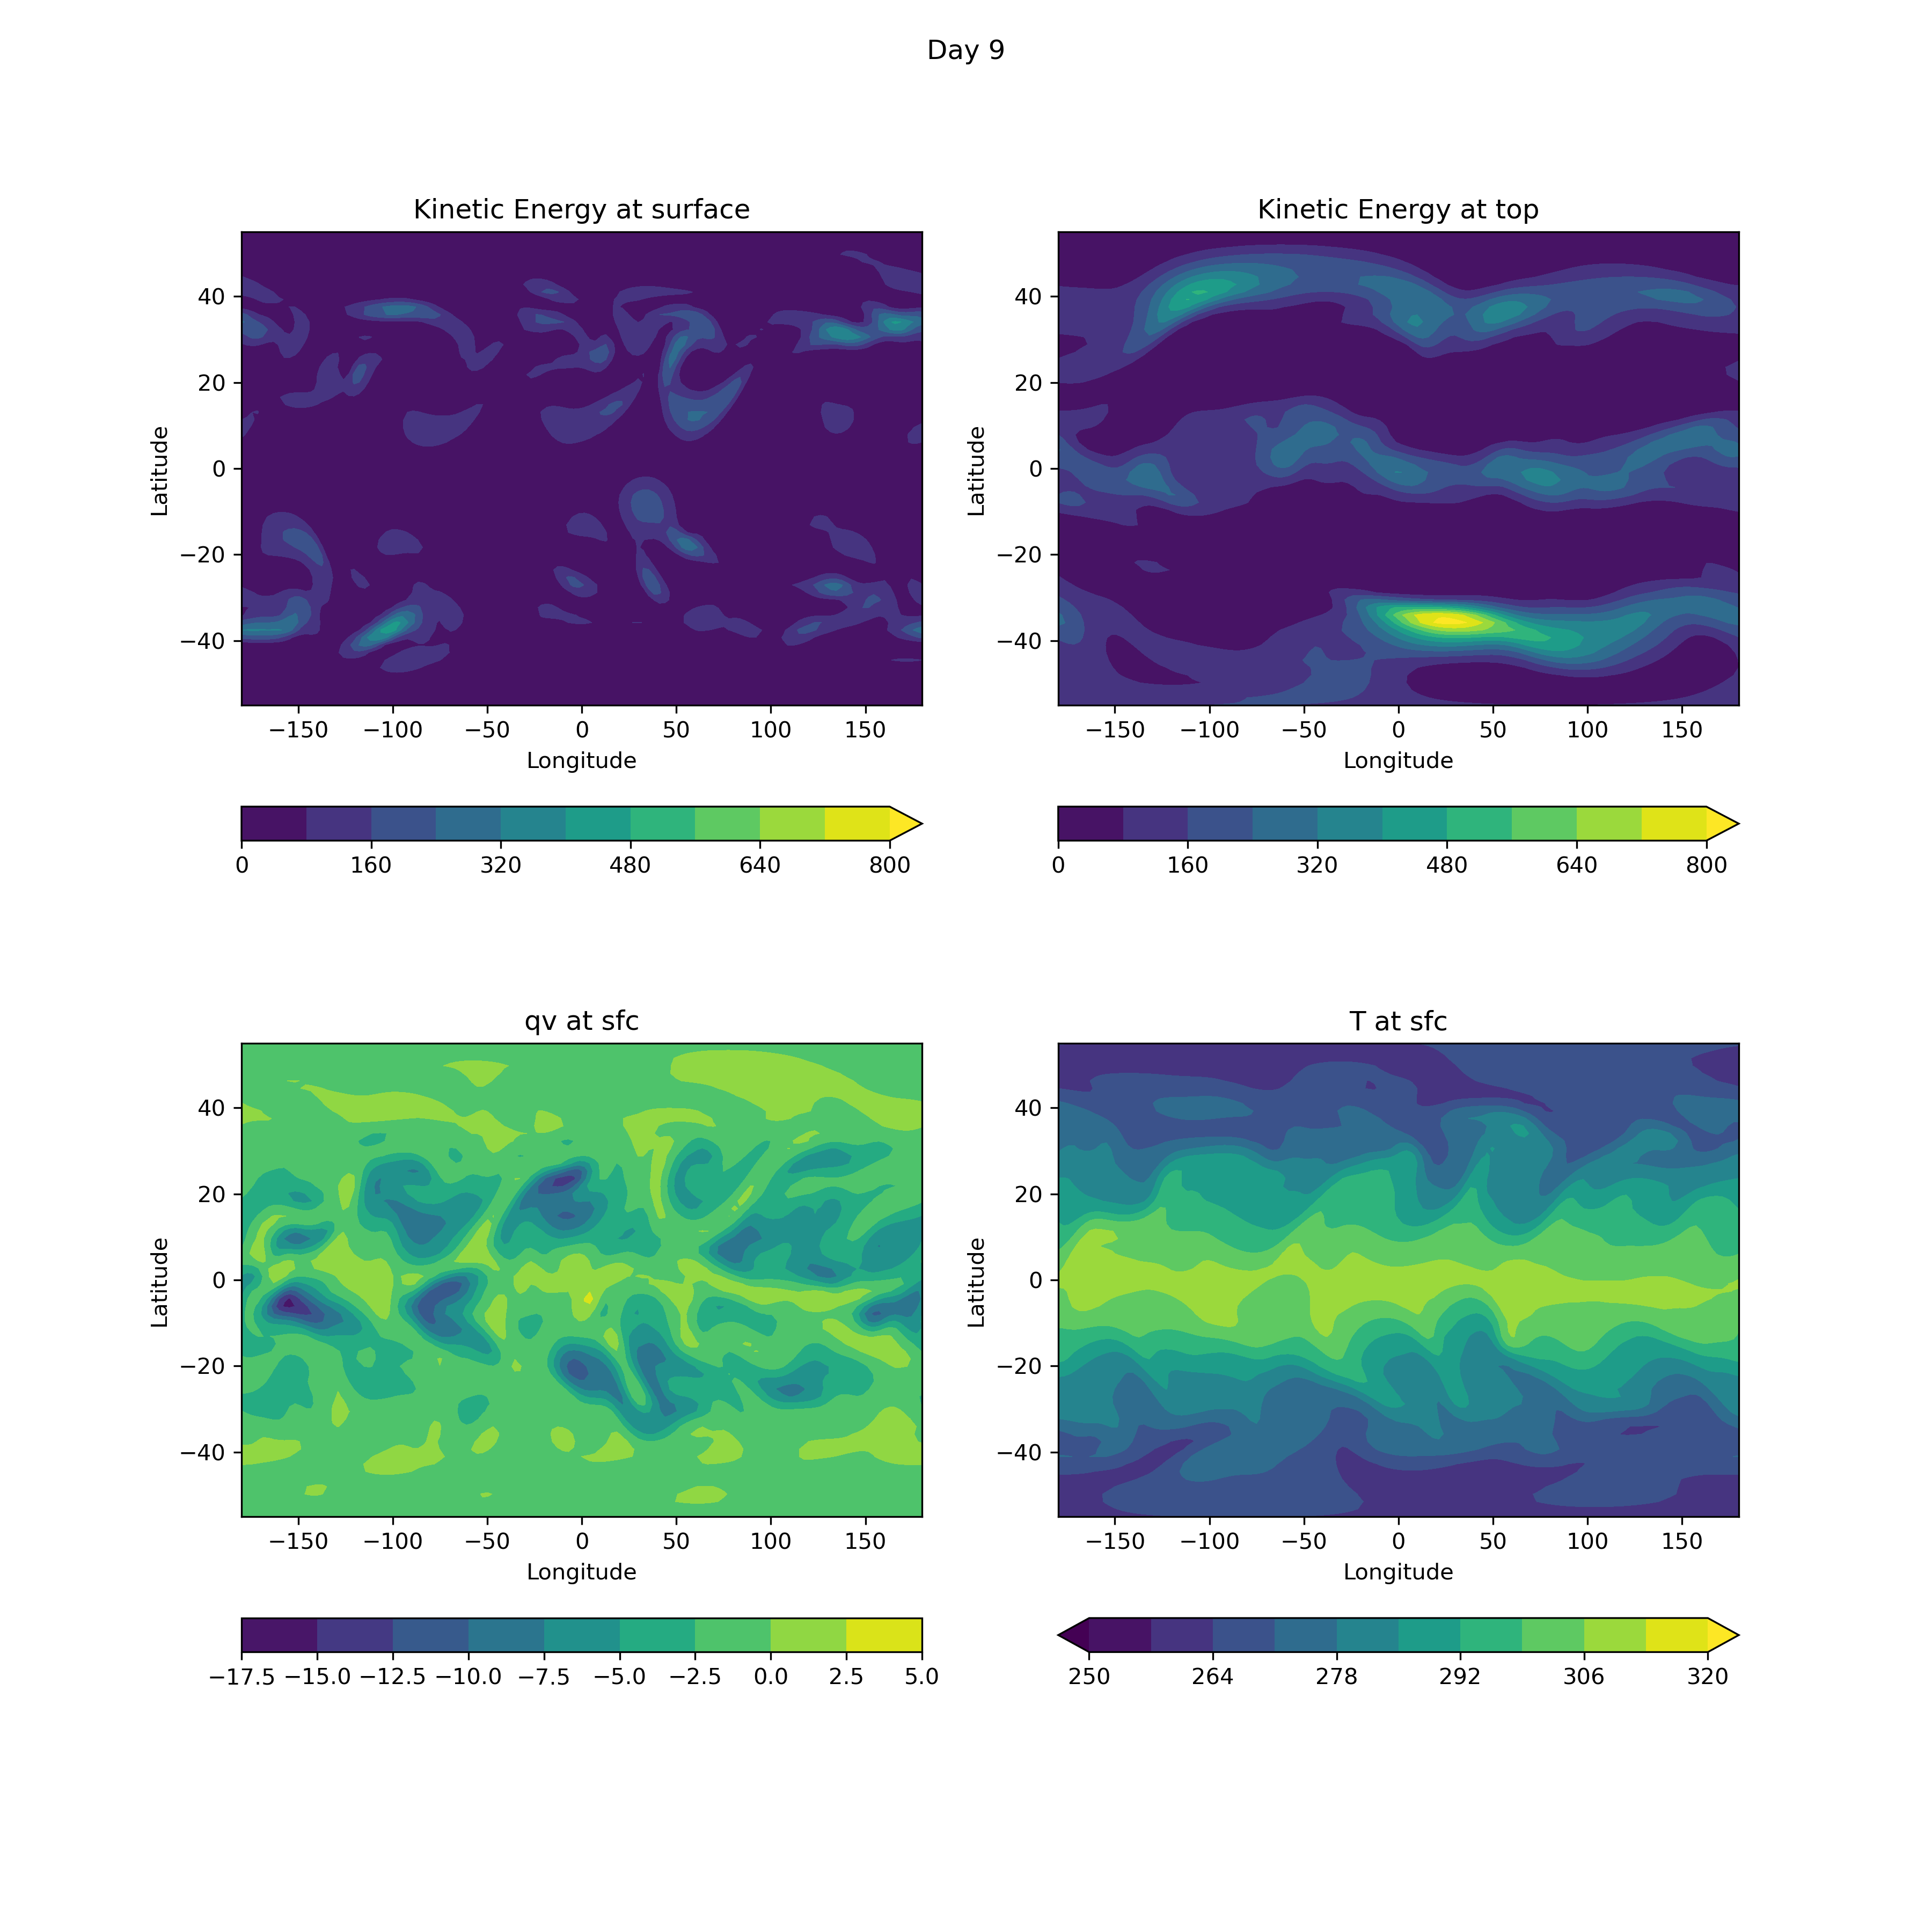 Day 9
Kinetic Energy at surface
Kinetic Energy at top
Latitude
40
20
0
−20
−40
−150 −100 −50 0 50 100 150
Longitude
0 160 320 480 640 800
Latitude
40
20
0
−20
−40
−150 −100 −50 0 50 100 150
Longitude
0 160 320 480 640 800
qv at sfc
T at sfc
Latitude
40
20
0
−20
−40
−150 −100 −50 0 50 100 150
Longitude
−17.5 −15.0 −12.5 −10.0 −7.5 −5.0 −2.5 0.0 2.5 5.0
Latitude
40
20
0
−20
−40
−150 −100 −50 0 50 100 150
Longitude
250 264 278 292 306 320